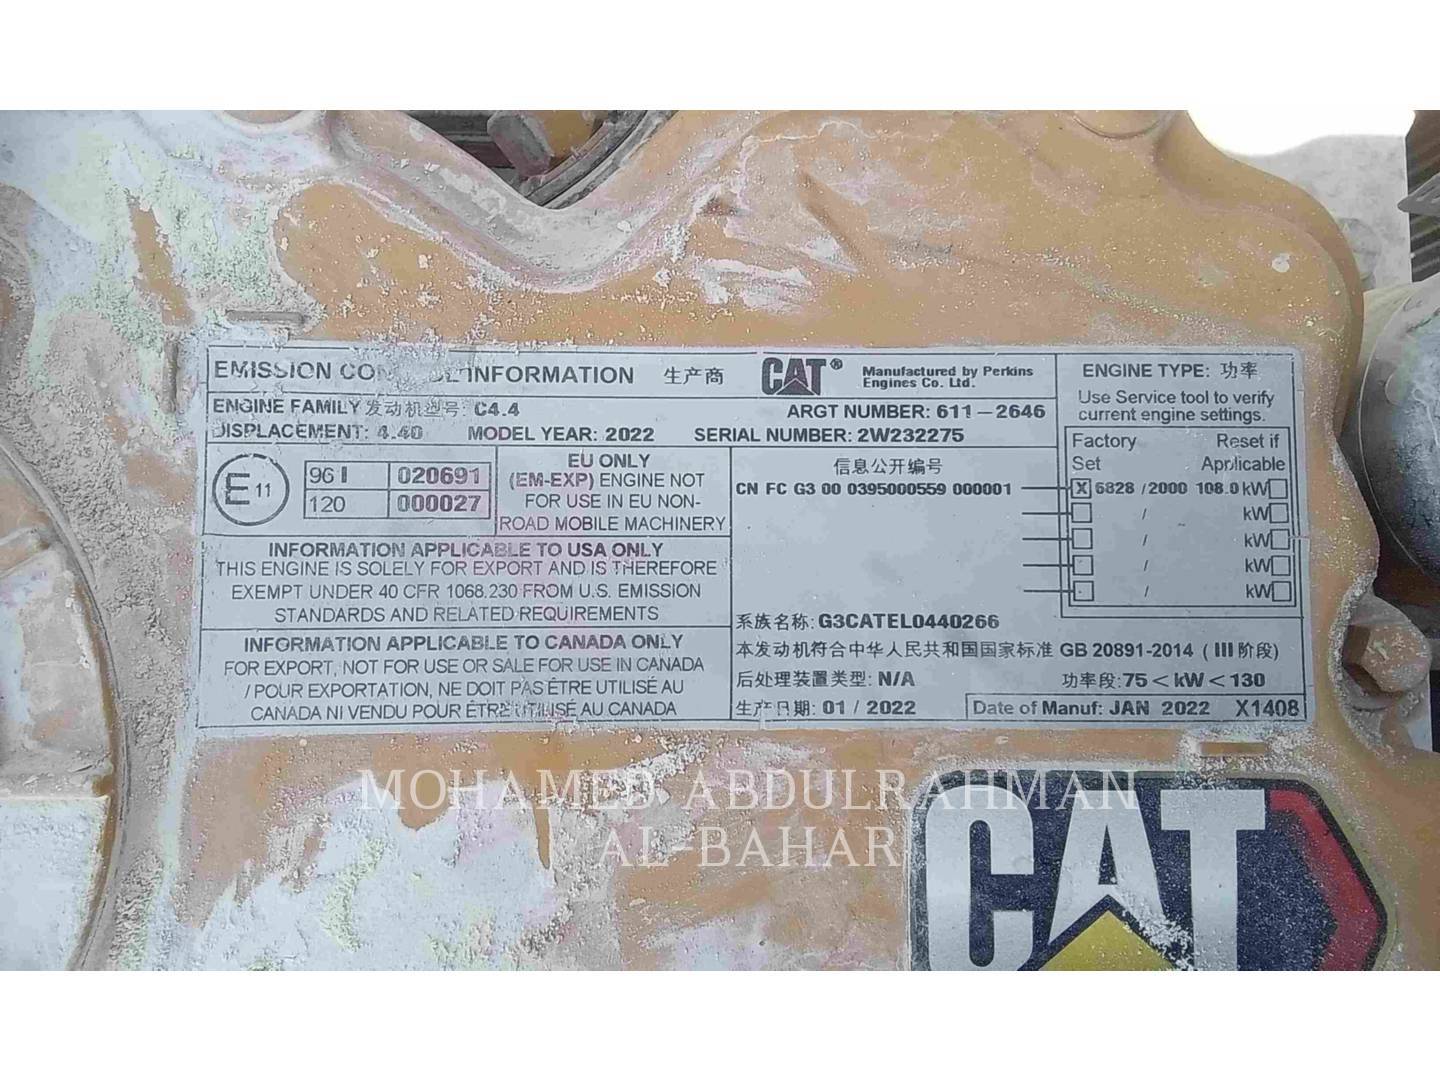 EMISSION CO INFORMATION 生产商 CAT® Manufactured by Perkins Engines Co. Ltd.
ENGINE FAMILY 发动机型号: C4.4 ARGT NUMBER: 611-2646
DISPLACEMENT: 4.40 MODEL YEAR: 2022 SERIAL NUMBER: 2W232275
ENGINE TYPE: 功率
Use Service tool to verify
current engine settings.
Factory Reset if
Set Applicable
X 6828 / 2000 108.0 kW
/ kW
/ kW
/ kW
/ kW
E 11
96 I 020691
120 000027
EU ONLY
(EM-EXP) ENGINE NOT
FOR USE IN EU NON-
ROAD MOBILE MACHINERY
信息公开编号
CN FC G3 00 0395000559 000001
INFORMATION APPLICABLE TO USA ONLY
THIS ENGINE IS SOLELY FOR EXPORT AND IS THEREFORE
EXEMPT UNDER 40 CFR 1068.230 FROM U.S. EMISSION
STANDARDS AND RELATED REQUIREMENTS
INFORMATION APPLICABLE TO CANADA ONLY
FOR EXPORT, NOT FOR USE OR SALE FOR USE IN CANADA
/ POUR EXPORTATION, NE DOIT PAS ÊTRE UTILISÉ AU
CANADA NI VENDU POUR ÊTRE UTILISÉ AU CANADA
系族名称: G3CATEL0440266
本发动机符合中华人民共和国国家标准 GB 20891-2014 ( III 阶段)
后处理装置类型: N/A 功率段: 75 < kW < 130
生产日期: 01 / 2022 Date of Manuf: JAN 2022 X1408
MOHAMED ABDULRAHMAN
AL-BAHAR
CAT